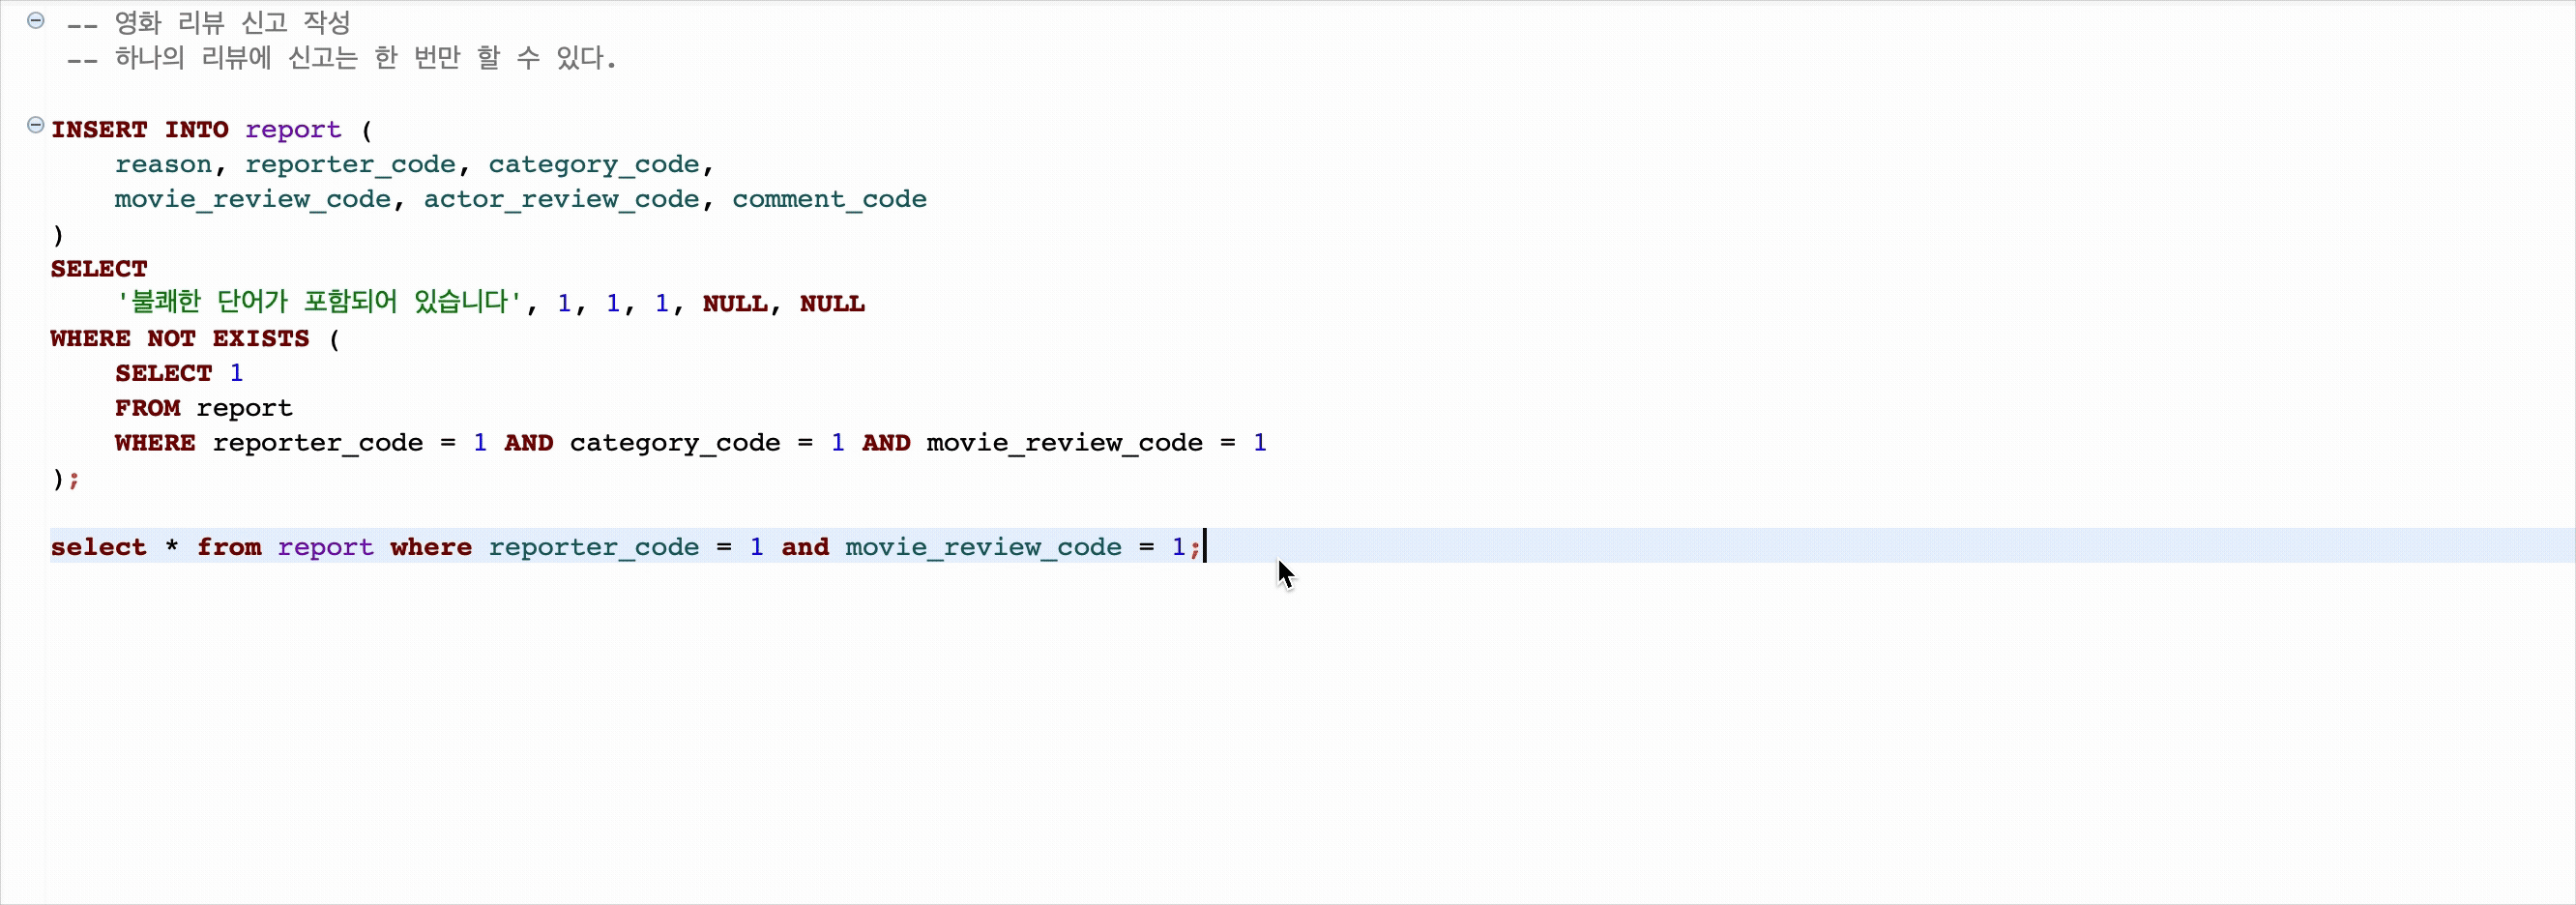 -- 영화 리뷰 신고 작성
-- 하나의 리뷰에 신고는 한 번만 할 수 있다.
INSERT INTO report (
reason, reporter_code, category_code,
movie_review_code, actor_review_code, comment_code
)
SELECT
'불쾌한 단어가 포함되어 있습니다', 1, 1, 1, NULL, NULL
WHERE NOT EXISTS (
SELECT 1
FROM report
WHERE reporter_code = 1 AND category_code = 1 AND movie_review_code = 1
);
select * from report where reporter_code = 1 and movie_review_code = 1;